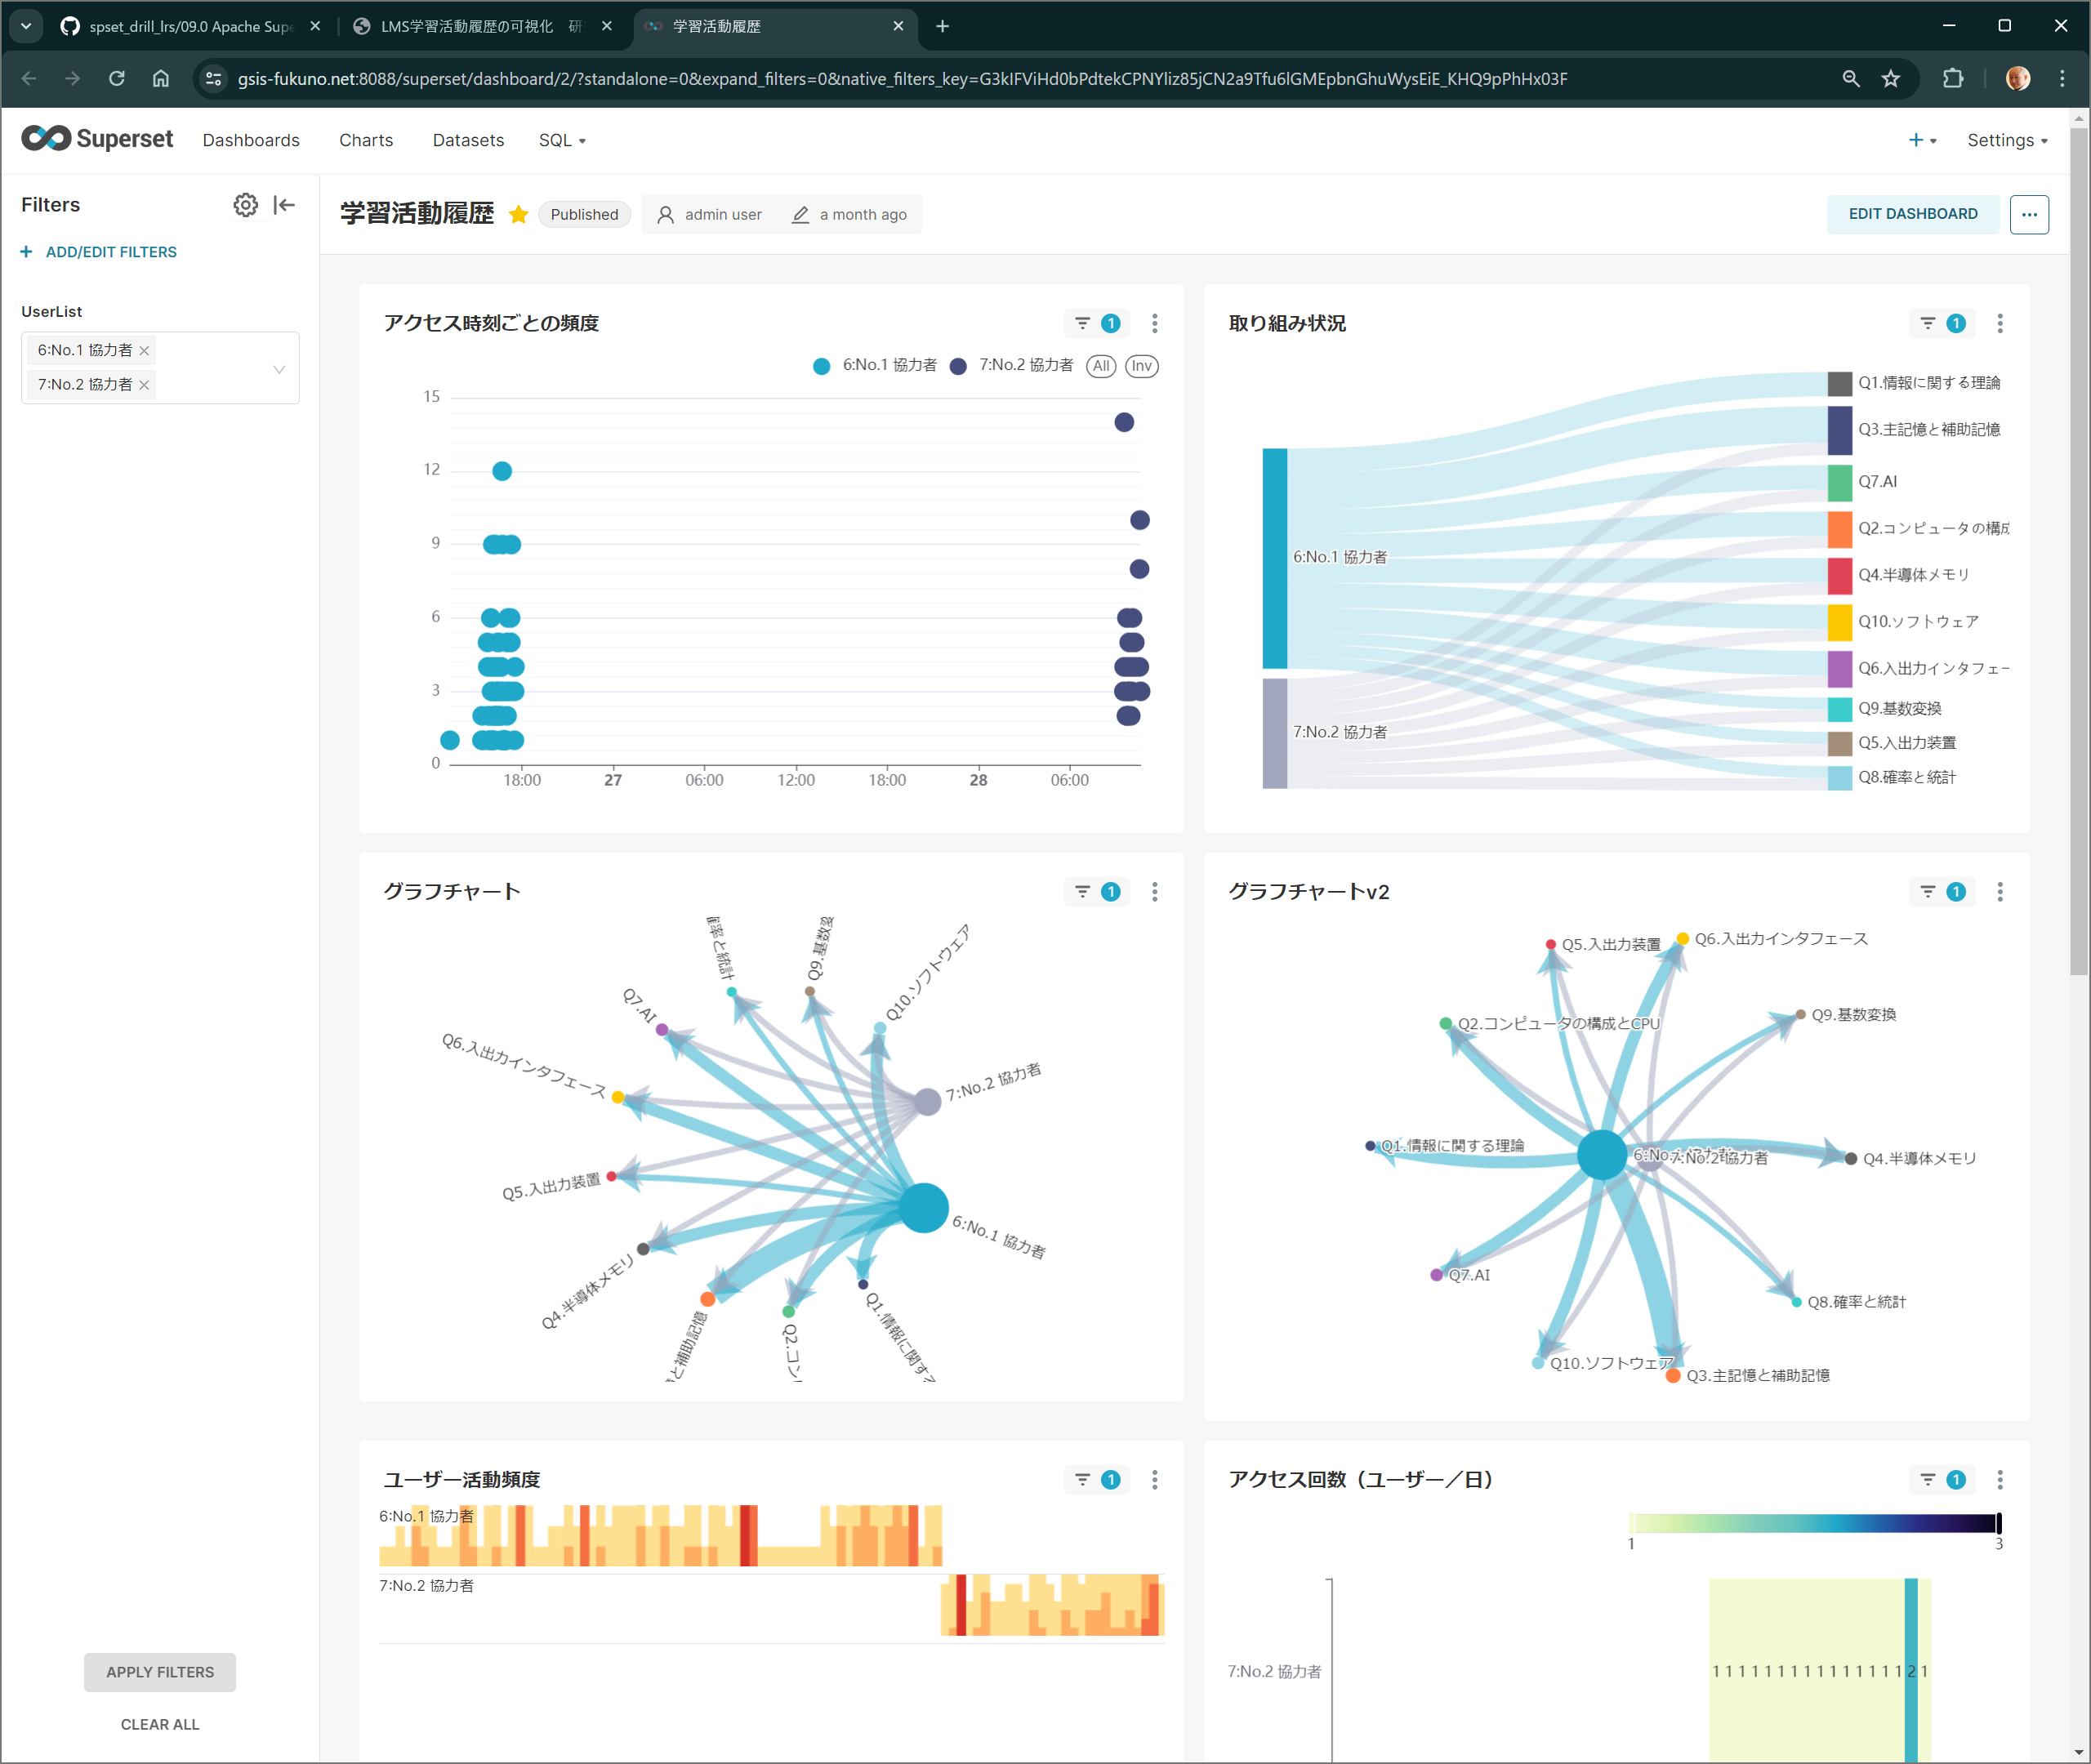 spset_drill_lrs/09.0 Apache Supe
LMS学習活動履歴の可視化 研
学習活動履歴
gsis-fukuno.net:8088/superset/dashboard/2/?standalone=0&expand_filters=0&native_filters_key=G3kIFViHd0bPdtekCPNYliz85jCN2a9Tfu6lGMEpbnGhuWysEiE_KHQ9pPhHx03F
Superset
Dashboards
Charts
Datasets
SQL
Settings
Filters
ADD/EDIT FILTERS
UserList
6:No.1 協力者
7:No.2 協力者
APPLY FILTERS
CLEAR ALL
学習活動履歴
Published
admin user
a month ago
EDIT DASHBOARD
アクセス時刻ごとの頻度
1
6:No.1 協力者
7:No.2 協力者
All
Inv
15
12
9
6
3
0
18:00
27
06:00
12:00
18:00
28
06:00
取り組み状況
1
6:No.1 協力者
7:No.2 協力者
Q1.情報に関する理論
Q3.主記憶と補助記憶
Q7.AI
Q2.コンピュータの構成
Q4.半導体メモリ
Q10.ソフトウェア
Q6.入出力インタフェー
Q9.基数変換
Q5.入出力装置
Q8.確率と統計
グラフチャート
1
確率と統計
Q9.基数変
Q10.ソフトウェア
Q7.AI
Q6.入出力インタフェース
7:No.2 協力者
Q5.入出力装置
6:No.1 協力者
Q4.半導体メモリ
と補助記憶
Q2.コン
Q1.情報に関する
グラフチャートv2
1
Q5.入出力装置
Q6.入出力インタフェース
Q9.基数変換
Q2.コンピュータの構成とCPU
Q1.情報に関する理論
7:No.2 協力者
Q4.半導体メモリ
Q7.AI
Q8.確率と統計
Q10.ソフトウェア
Q3.主記憶と補助記憶
ユーザー活動頻度
1
6:No.1 協力者
7:No.2 協力者
アクセス回数（ユーザー／日）
1
1
3
7:No.2 協力者
1 1 1 1 1 1 1 1 1 1 1 1 1 1 1 2 1